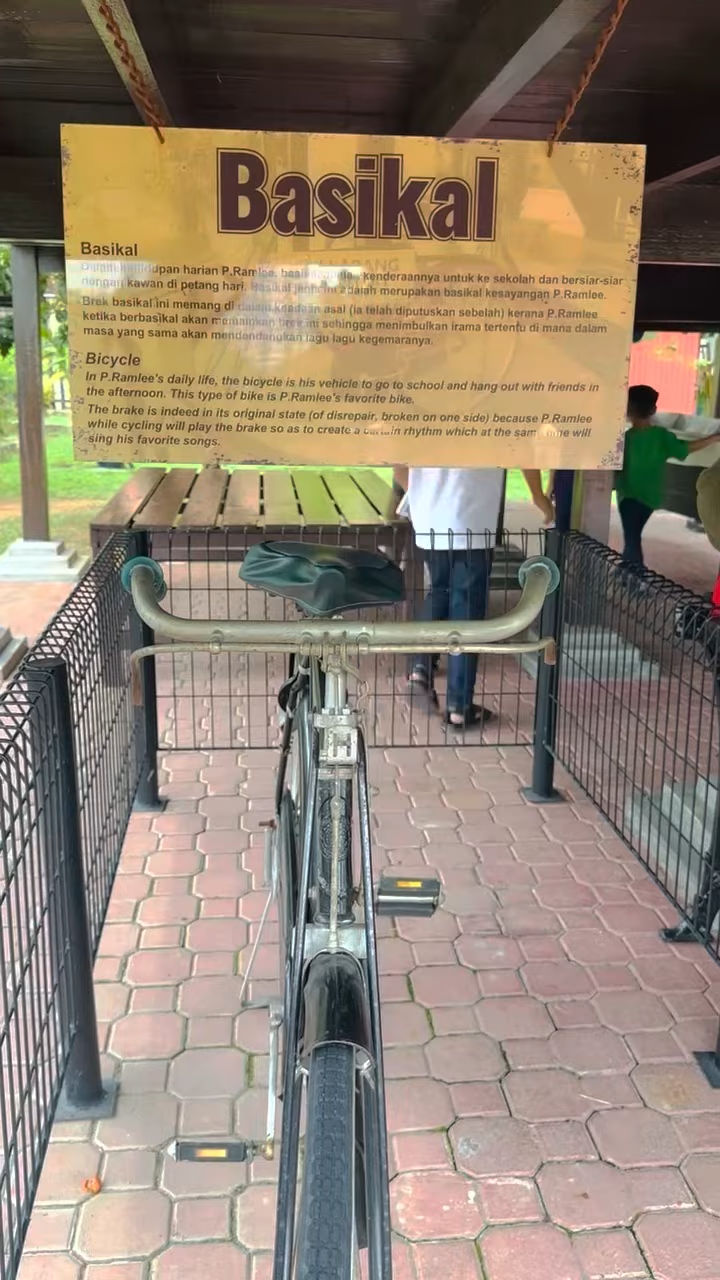 Basikal
Basikal
harian P.Ramlee, kenderaannya untuk ke sekolah dan bersiar-siar
dengan kawan di petang hari. Basikal jenis ini adalah merupakan basikal kesayangan P.Ramlee.
Brek basikal ini memang di dalam keadaan asal (ia telah diputuskan sebelah) kerana P.Ramlee
ketika berbasikal akan memainkan brek ini sehingga menimbulkan irama tertentu di mana dalam
masa yang sama akan mendendangkan lagu lagu kegemaranya.
Bicycle
In P.Ramlee's daily life, the bicycle is his vehicle to go to school and hang out with friends in
the afternoon. This type of bike is P.Ramlee's favorite bike.
The brake is indeed in its original state (of disrepair, broken on one side) because P.Ramlee
while cycling will play the brake so as to create a certain rhythm which at the same time will
sing his favorite songs.